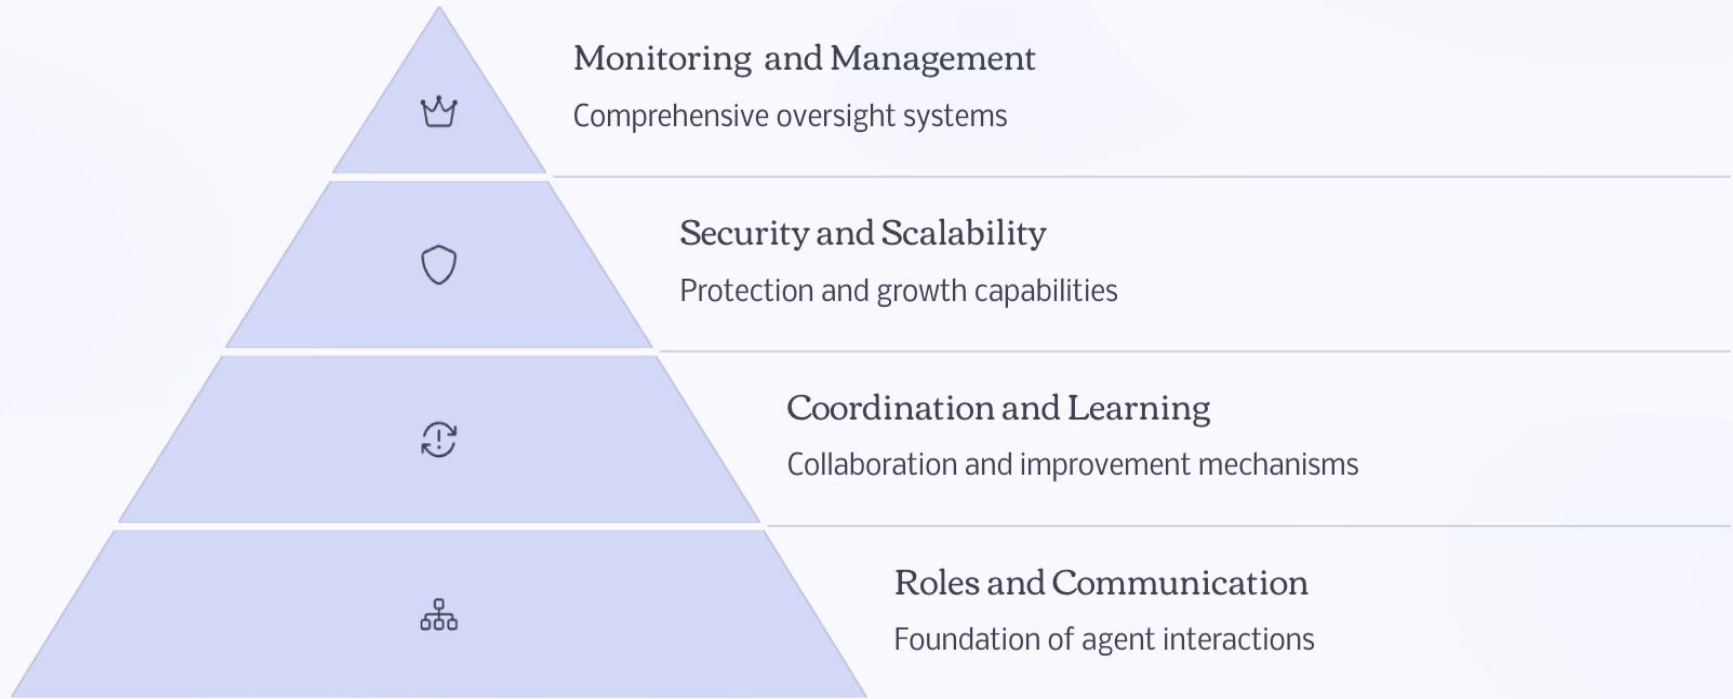 Monitoring and Management
Comprehensive oversight systems
Security and Scalability
Protection and growth capabilities
Coordination and Learning
Collaboration and improvement mechanisms
Roles and Communication
Foundation of agent interactions